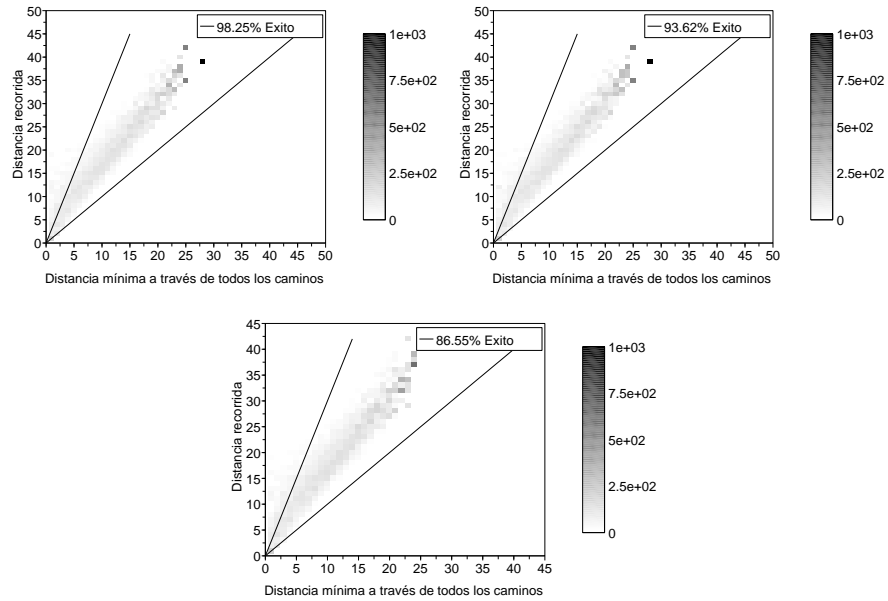 98.25% Exito
Distancia recorrida
50
45
40
35
30
25
20
15
10
5
0
0 5 10 15 20 25 30 35 40 45 50
Distancia mínima a través de todos los caminos
1e+03
7.5e+02
5e+02
2.5e+02
0
93.62% Exito
Distancia recorrida
50
45
40
35
30
25
20
15
10
5
0
0 5 10 15 20 25 30 35 40 45 50
Distancia mínima a través de todos los caminos
1e+03
7.5e+02
5e+02
2.5e+02
0
86.55% Exito
Distancia recorrida
45
40
35
30
25
20
15
10
5
0
0 5 10 15 20 25 30 35 40 45
Distancia mínima a través de todos los caminos
1e+03
7.5e+02
5e+02
2.5e+02
0